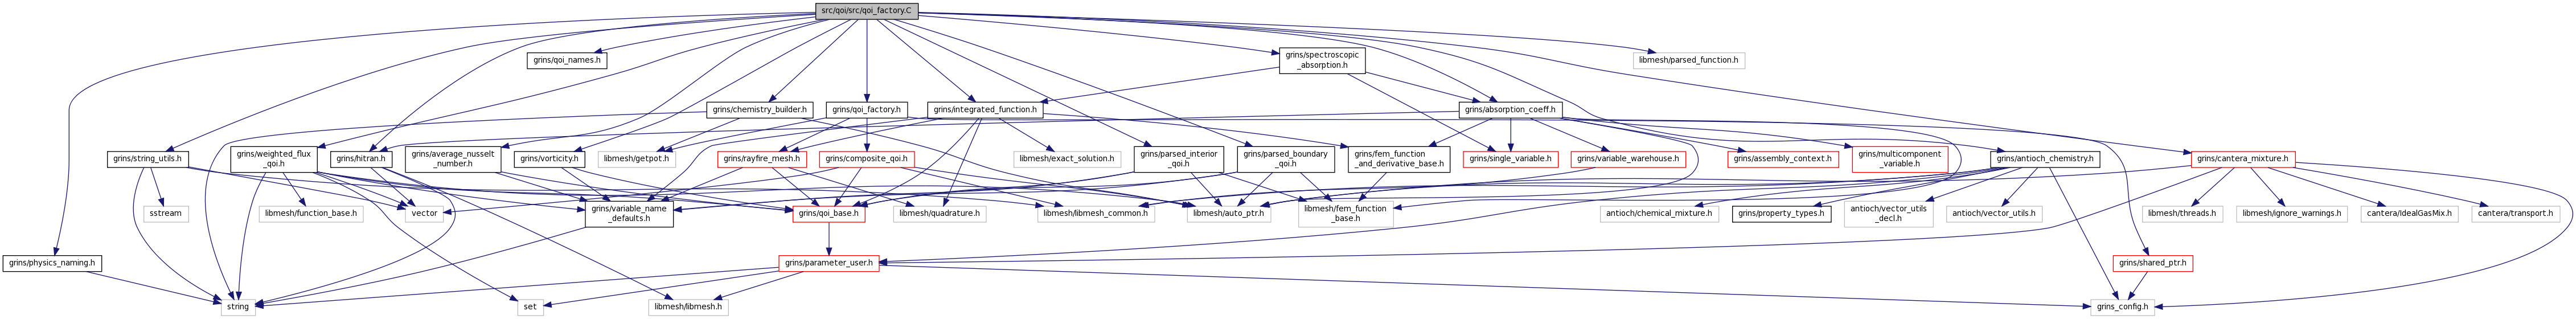 src/qoi/src/qoi_factory.C
grins/qoi_names.h
grins/spectroscopic
_absorption.h
libmesh/parsed_function.h
grins/chemistry_builder.h
grins/qoi_factory.h
grins/integrated_function.h
grins/absorption_coeff.h
grins/string_utils.h
grins/weighted_flux
_qoi.h
grins/hitran.h
grins/average_nusselt
_number.h
grins/vorticity.h
libmesh/getpot.h
grins/rayfire_mesh.h
grins/composite_qoi.h
libmesh/exact_solution.h
grins/parsed_interior
_qoi.h
grins/parsed_boundary
_qoi.h
grins/fem_function
_and_derivative_base.h
grins/single_variable.h
grins/variable_warehouse.h
grins/assembly_context.h
grins/multicomponent
_variable.h
grins/antioch_chemistry.h
grins/cantera_mixture.h
sstream
libmesh/function_base.h
vector
grins/variable_name
_defaults.h
grins/qoi_base.h
libmesh/quadrature.h
libmesh/libmesh_common.h
libmesh/auto_ptr.h
libmesh/fem_function
_base.h
antioch/chemical_mixture.h
grins/property_types.h
antioch/vector_utils
_decl.h
antioch/vector_utils.h
libmesh/threads.h
libmesh/ignore_warnings.h
cantera/IdealGasMix.h
cantera/transport.h
grins/physics_naming.h
grins/parameter_user.h
grins/shared_ptr.h
string
set
libmesh/libmesh.h
grins_config.h